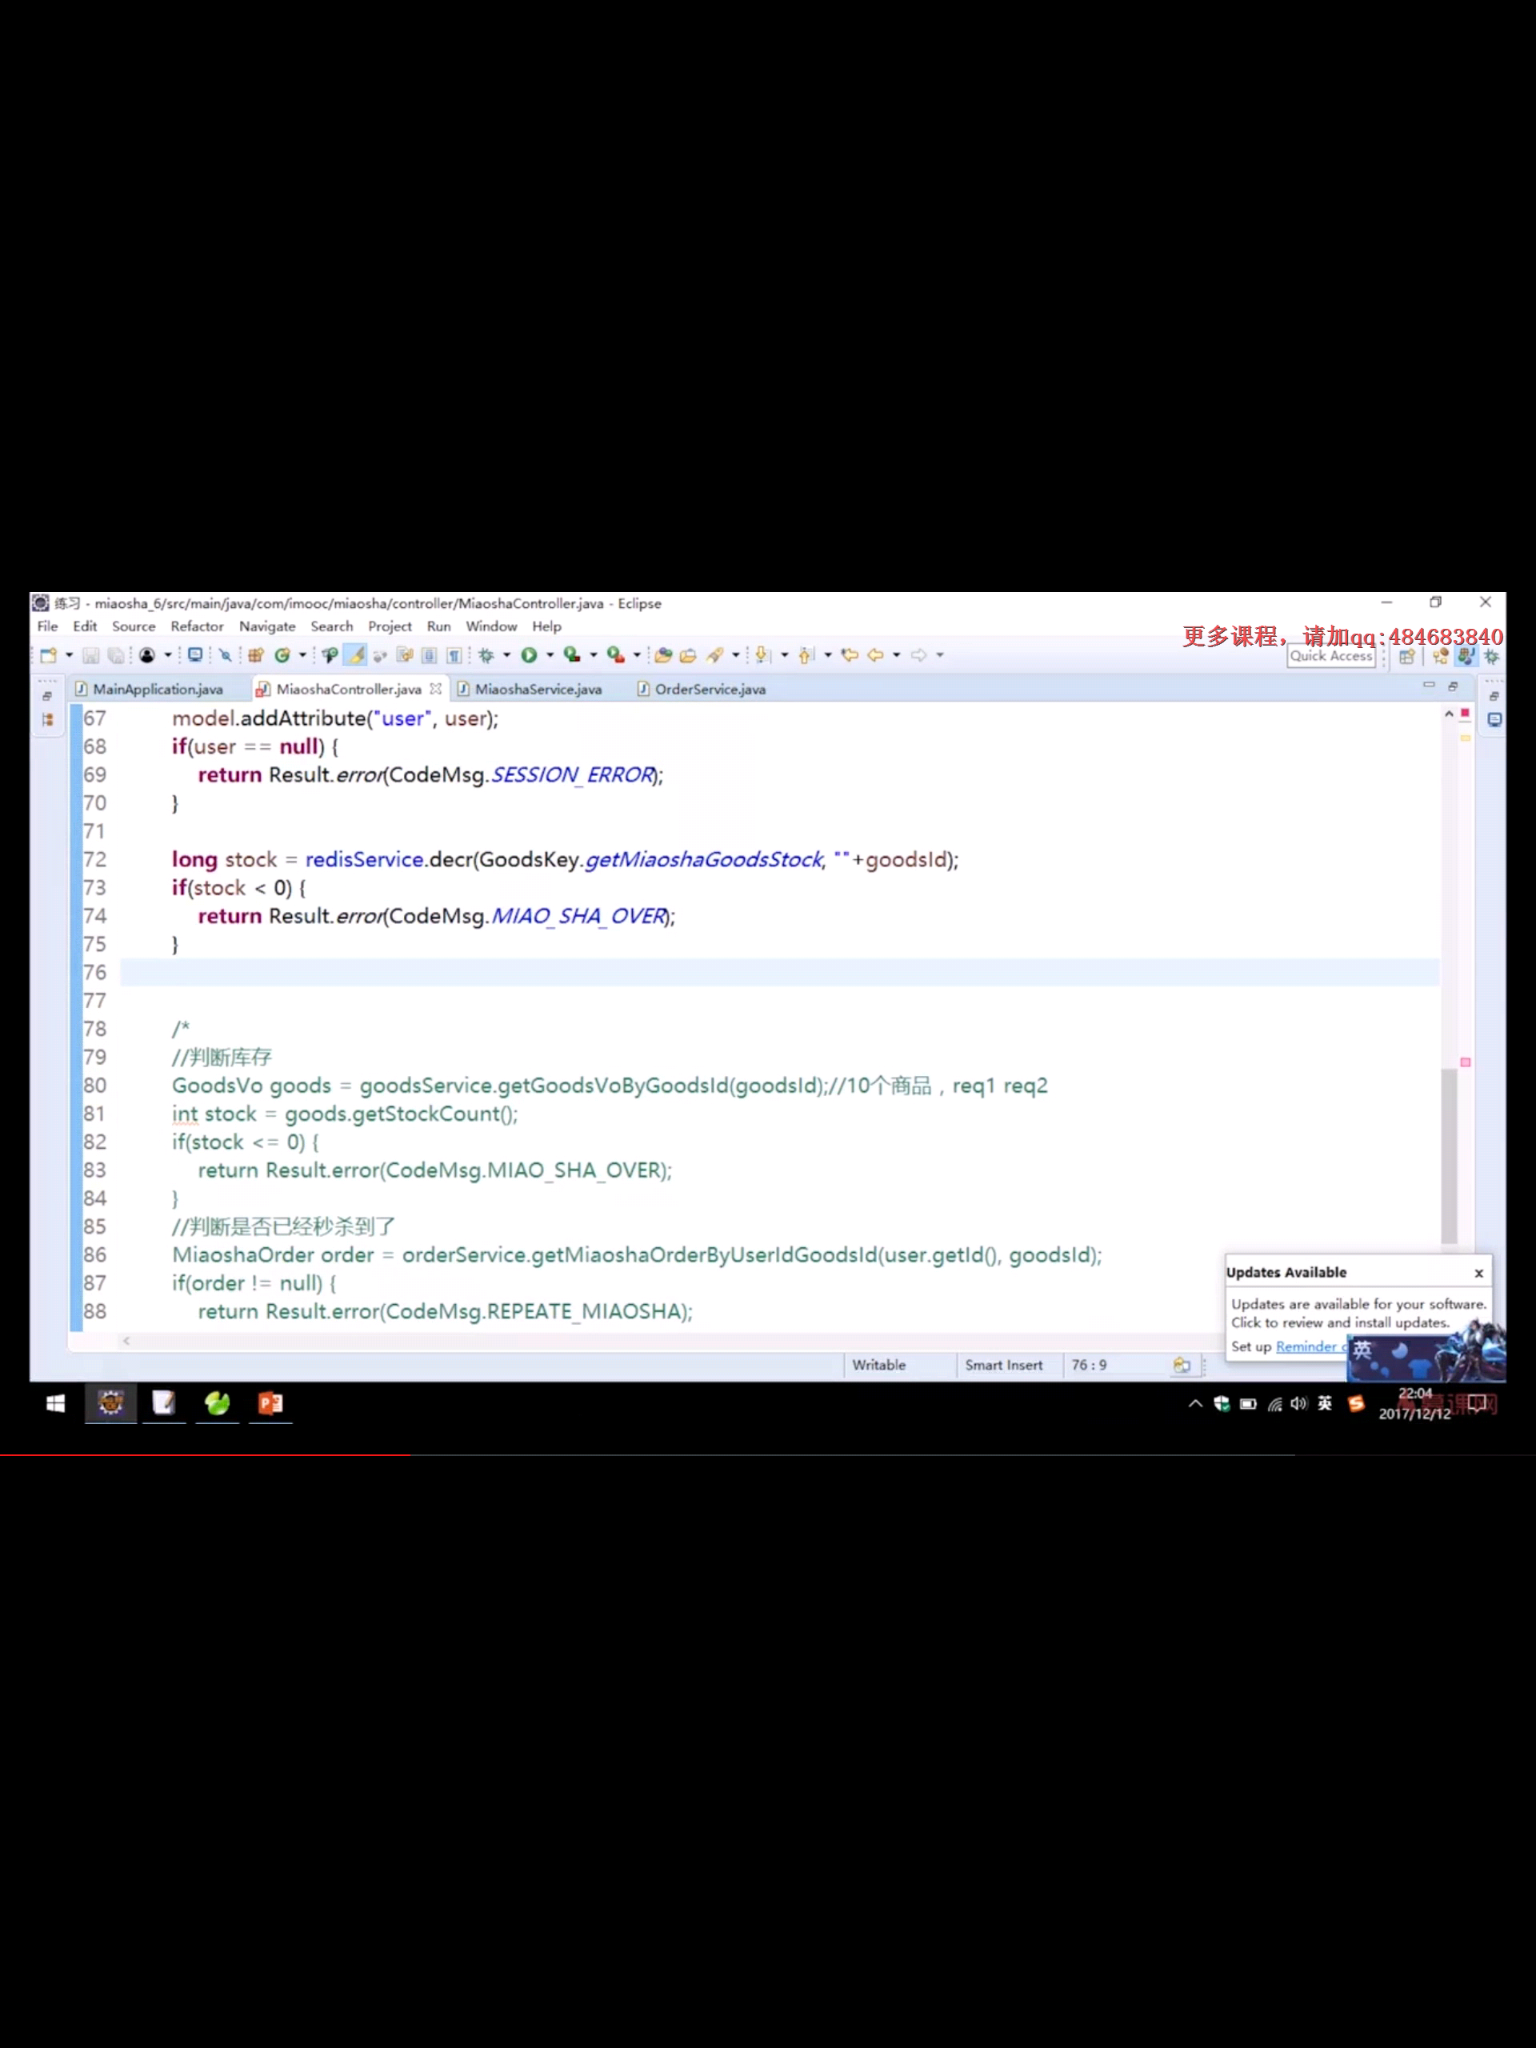 练习 - miaosha_6/src/main/java/com/imooc/miaosha/controller/MiaoshaController.java - Eclipse
File Edit Source Refactor Navigate Search Project Run Window Help
更多课程，请加qq:484683840
Quick Access
MainApplication.java MiaoshaController.java MiaoshaService.java OrderService.java
67 model.addAttribute("user", user);
68 if(user == null) {
69 return Result.error(CodeMsg.SESSION_ERROR);
70 }
71
72 long stock = redisService.decr(GoodsKey.getMiaoshaGoodsStock, ""+goodsId);
73 if(stock < 0) {
74 return Result.error(CodeMsg.MIAO_SHA_OVER);
75 }
76
77
78 /*
79 //判断库存
80 GoodsVo goods = goodsService.getGoodsVoByGoodsId(goodsId);//10个商品，req1 req2
81 int stock = goods.getStockCount();
82 if(stock <= 0) {
83 return Result.error(CodeMsg.MIAO_SHA_OVER);
84 }
85 //判断是否已经秒杀到了
86 MiaoshaOrder order = orderService.getMiaoshaOrderByUserIdGoodsId(user.getId(), goodsId);
87 if(order != null) {
88 return Result.error(CodeMsg.REPEATE_MIAOSHA);
Updates Available x
Updates are available for your software.
Click to review and install updates.
Set up Reminder
英
Writable Smart Insert 76 : 9
英
22:04
2017/12/12
课网